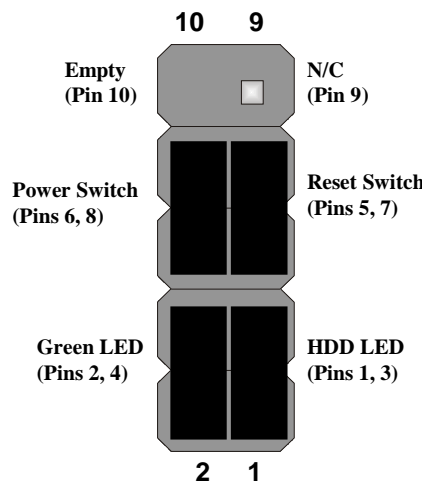 10 9
Empty
(Pin 10)
N/C
(Pin 9)
Power Switch
(Pins 6, 8)
Reset Switch
(Pins 5, 7)
Green LED
(Pins 2, 4)
HDD LED
(Pins 1, 3)
2 1